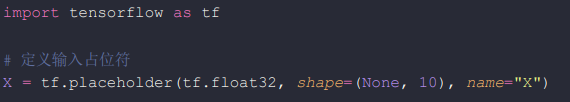 import tensorflow as tf
# 定义输入占位符
X = tf.placeholder(tf.float32, shape=(None, 10), name="X")